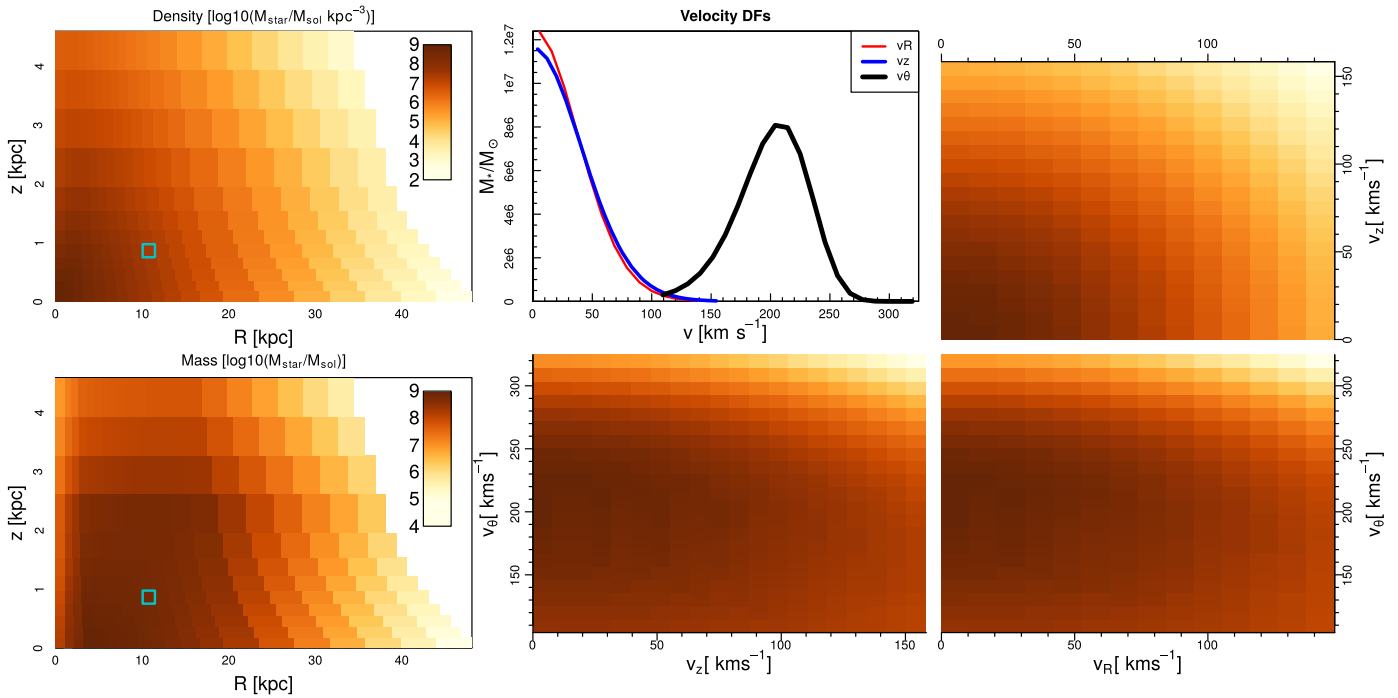 Density [log10(Mstar/Msol kpc−3)]
9
8
7
6
5
4
3
2
4
3
2
1
0
z [kpc]
0 10 20 30 40
R [kpc]
Velocity DFs
vR
vz
vθ
1.2e7
1e7
8e6
6e6
4e6
2e6
0
M*/M⊙
0 50 100 150 200 250 300
v [km s−1]
0 50 100
150
100
50
0
vz[ kms−1]
Mass [log10(Mstar/Msol)]
9
8
7
6
5
4
4
3
2
1
0
z [kpc]
0 10 20 30 40
R [kpc]
300
250
200
150
vθ[ kms−1]
0 50 100 150
vz[ kms−1]
300
250
200
150
vθ[ kms−1]
0 50 100
vR[ kms−1]